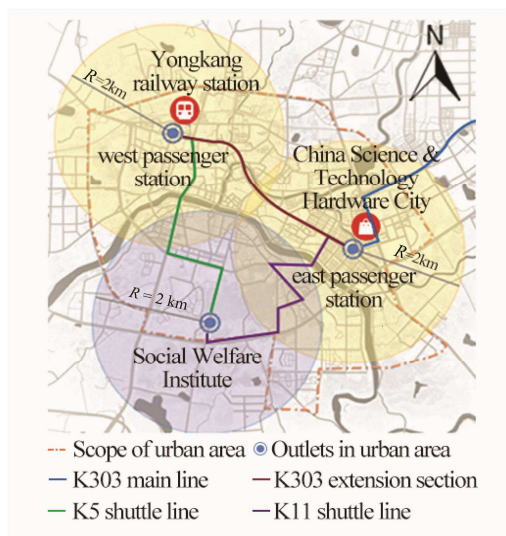 N
Yongkang
railway station
R=2km
west passenger
station
China Science &
Technology
Hardware City
R=2km
east passenger
station
R = 2 km
Social Welfare
Institute
Scope of urban area
Outlets in urban area
K303 main line
K303 extension section
K5 shuttle line
K11 shuttle line